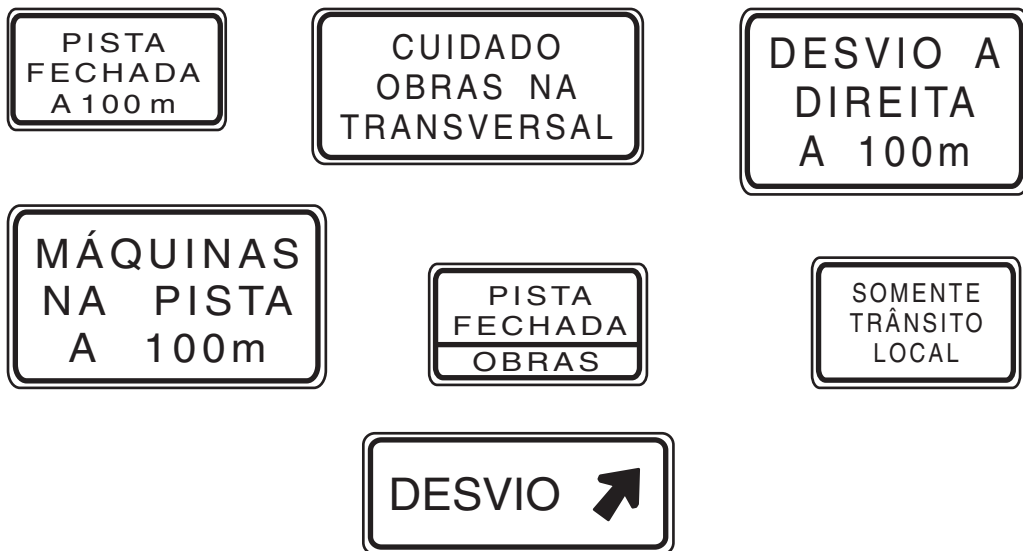 PISTA
FECHADA
A 100 m
CUIDADO
OBRAS NA
TRANSVERSAL
DESVIO A
DIREITA
A 100m
MÁQUINAS
NA PISTA
A 100m
PISTA
FECHADA
OBRAS
SOMENTE
TRÂNSITO
LOCAL
DESVIO